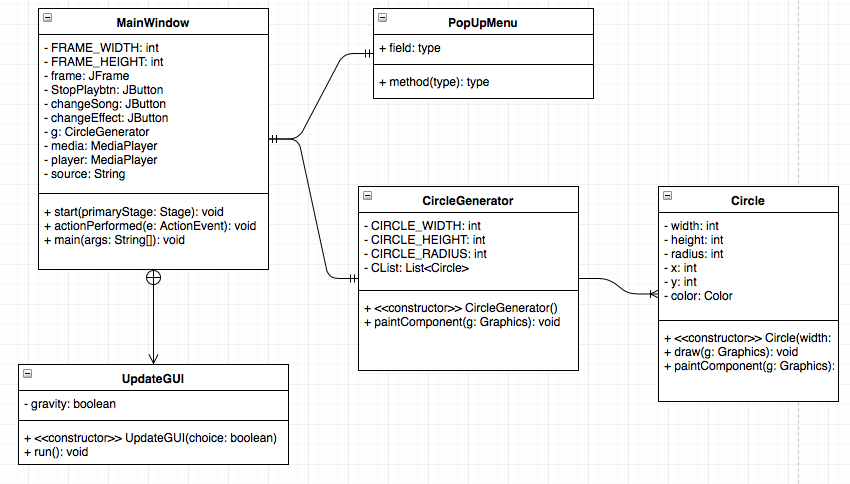 MainWindow
- FRAME_WIDTH: int
- FRAME_HEIGHT: int
- frame: JFrame
- StopPlaybtn: JButton
- changeSong: JButton
- changeEffect: JButton
- g: CircleGenerator
- media: MediaPlayer
- player: MediaPlayer
- source: String
+ start(primaryStage: Stage): void
+ actionPerformed(e: ActionEvent): void
+ main(args: String[]): void
PopUpMenu
+ field: type
+ method(type): type
CircleGenerator
- CIRCLE_WIDTH: int
- CIRCLE_HEIGHT: int
- CIRCLE_RADIUS: int
- CList: List<Circle>
+ <<constructor>> CircleGenerator()
+ paintComponent(g: Graphics): void
Circle
- width: int
- height: int
- radius: int
- x: int
- y: int
- color: Color
+ <<constructor>> Circle(width:
+ draw(g: Graphics): void
+ paintComponent(g: Graphics):
UpdateGUI
- gravity: boolean
+ <<constructor>> UpdateGUI(choice: boolean)
+ run(): void